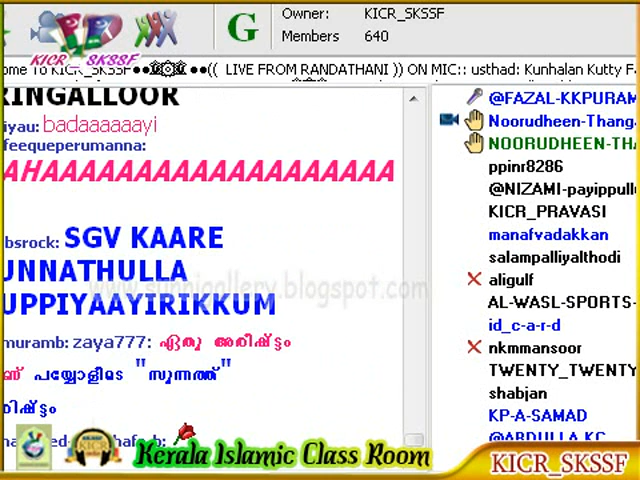 Owner: KICR_SKSSF
Members 640
KICR_SKSSF
G
ome To KICR_SKSSF●●۞۩۞ ●●(( LIVE FROM RANDATHANI )) ON MIC:: usthad: Kunhalan Kutty Fa
RINGALLOOR
iyau: badaaaaaayi
feequeperumanna:
AHAAAAAAAAAAAAAAAAAAAA
bsrock: SGV KAARE
UNNATHULLA
UPPIYAAYIRIKKUM
www.sunnigallery.blogspot.com
muramb: zaya777: ഏതു അരിഷ്ടം
ണ് പയ്യോളിടെ "സുന്നത്ത്"
രിഷ്ടം
@FAZAL-KKPURAM
Noorudheen-Thang
NOORUDHEEN-THA
ppinr8286
@NIZAMI-payippullu
KICR_PRAVASI
manafvadakkan
salampalliyalthodi
aligulf
AL-WASL-SPORTS-
id_c-a-r-d
nkmmansoor
TWENTY_TWENTY
shabjan
KP-A-SAMAD
@ABDULLA KC
Kerala Islamic Class Room
KICR_SKSSF